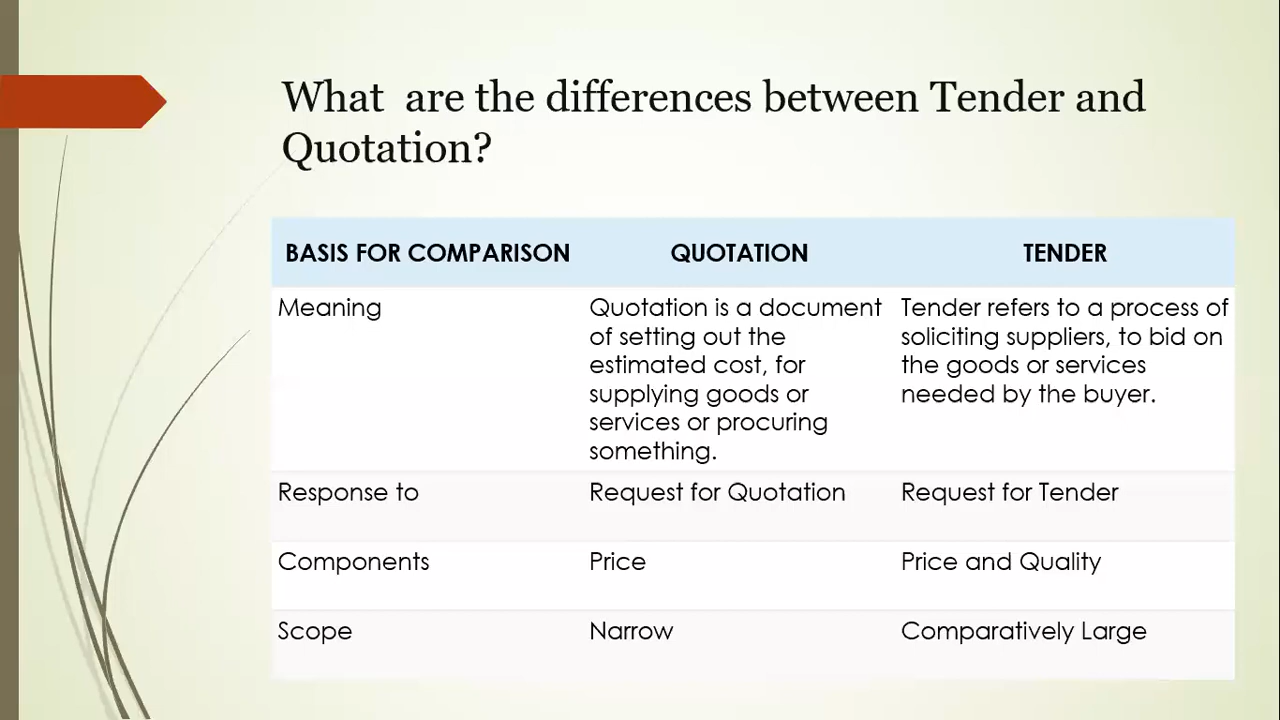 What are the differences between Tender and
Quotation?
BASIS FOR COMPARISON QUOTATION TENDER
Meaning
Quotation is a document
of setting out the
estimated cost, for
supplying goods or
services or procuring
something.
Tender refers to a process of
soliciting suppliers, to bid on
the goods or services
needed by the buyer.
Response to Request for Quotation Request for Tender
Components Price Price and Quality
Scope Narrow Comparatively Large